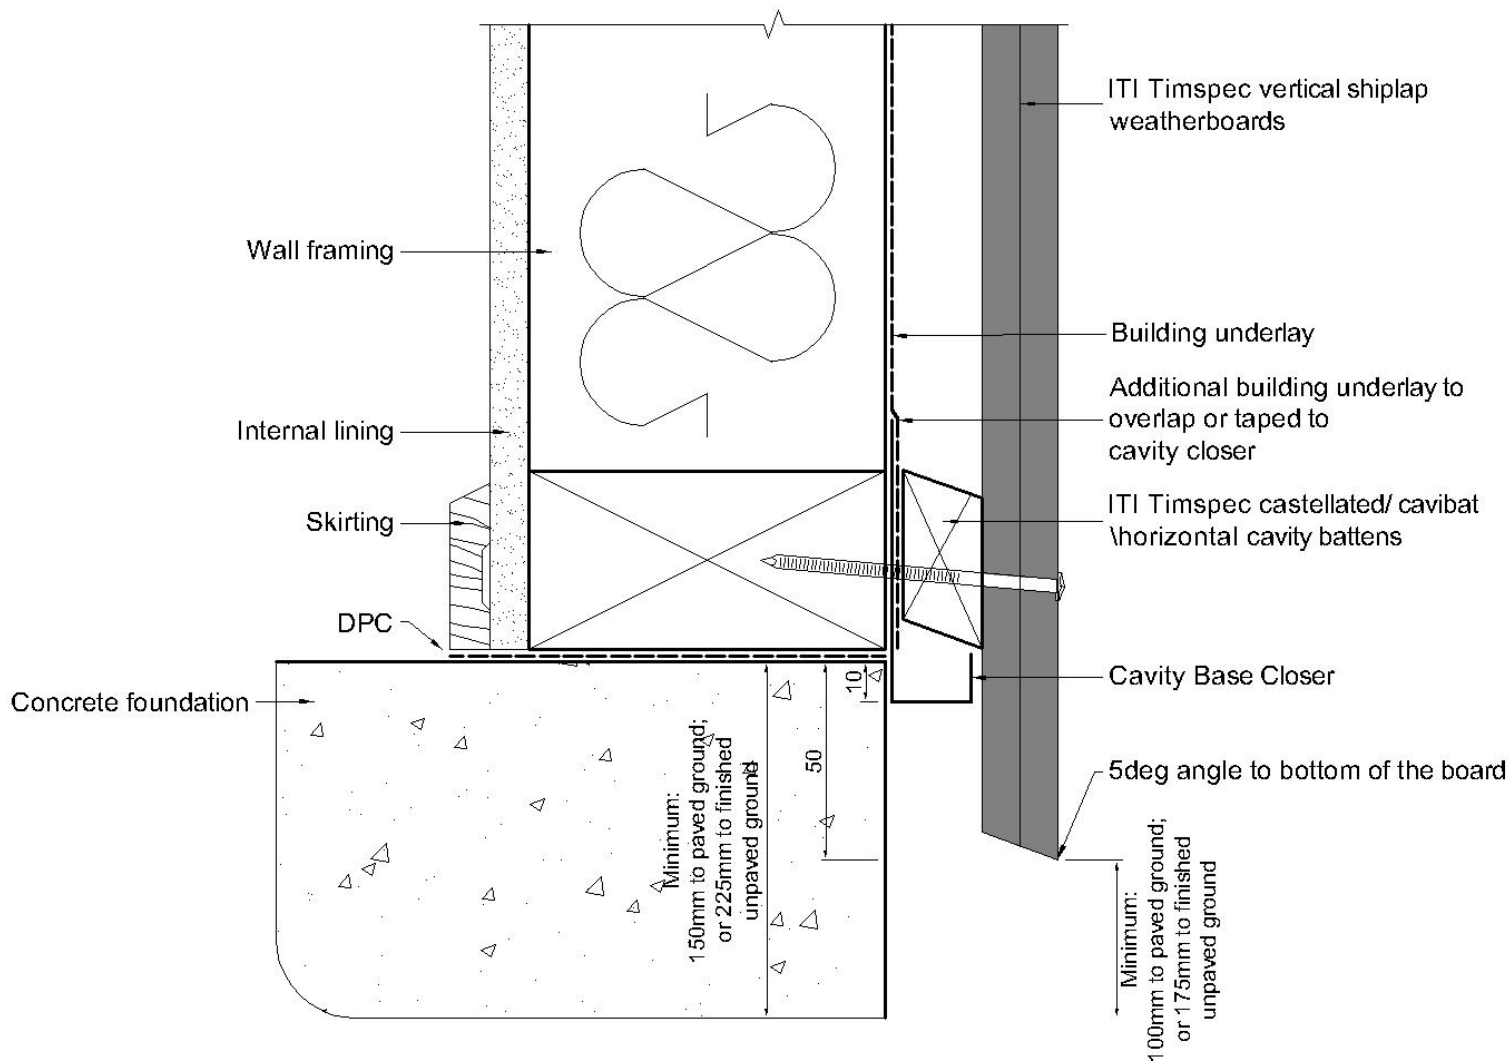 ITI Timspec vertical shiplap
weatherboards
Wall framing
Building underlay
Additional building underlay to
overlap or taped to
cavity closer
Internal lining
ITI Timspec castellated/ cavibat
\horizontal cavity battens
Skirting
DPC
Cavity Base Closer
Concrete foundation
10
50
Minimum:
150mm to paved ground;
or 225mm to finished
unpaved ground
5deg angle to bottom of the board
Minimum:
100mm to paved ground;
or 175mm to finished
unpaved ground